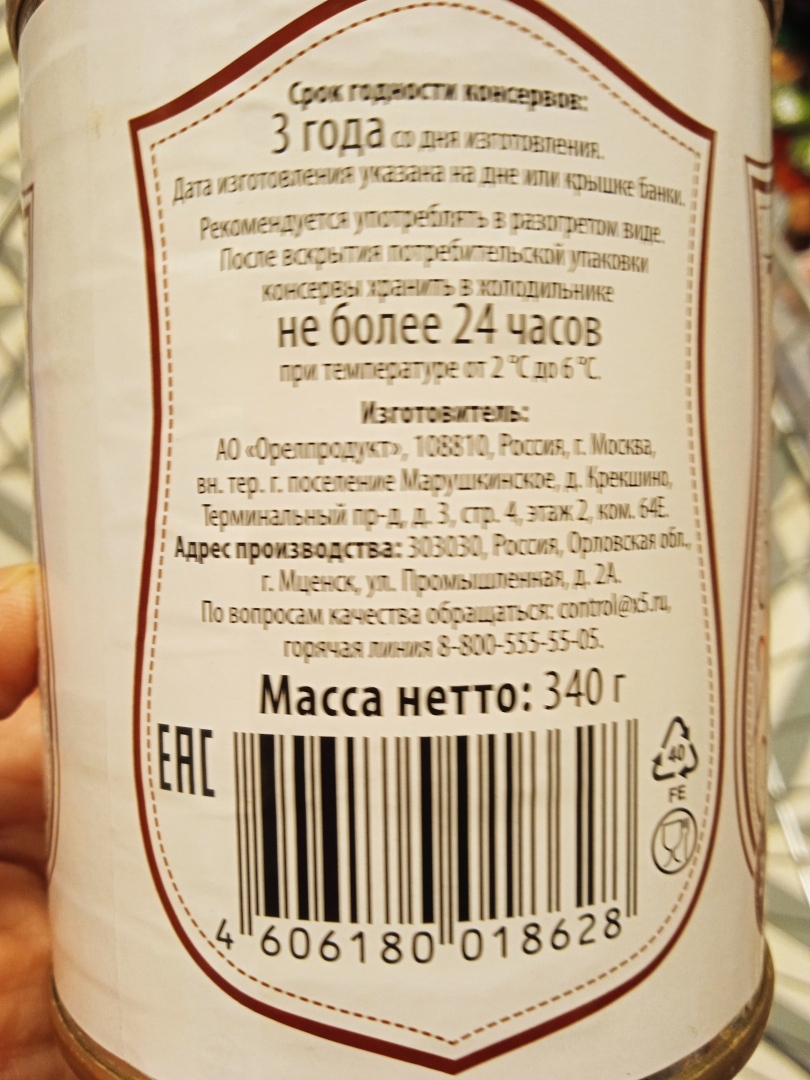 Срок годности консервов:
3 года со дня изготовления.
Дата изготовления указана на дне или крышке банки.
Рекомендуется употреблять в разогретом виде.
После вскрытия потребительской упаковки
консервы хранить в холодильнике
не более 24 часов
при температуре от 2 °C до 6 °C.
Изготовитель:
АО «Орелпродукт», 108810, Россия, г. Москва,
вн. тер. г. поселение Марушкинское, д. Крекшино,
Терминальный пр-д, д. 3, стр. 4, этаж 2, ком. 64Е.
Адрес производства: 303030, Россия, Орловская обл.,
г. Мценск, ул. Промышленная, д. 2А.
По вопросам качества обращаться: control@x5.ru,
горячая линия 8-800-555-55-05.
Масса нетто: 340 г
EAC
40
FE
4 606180 018628